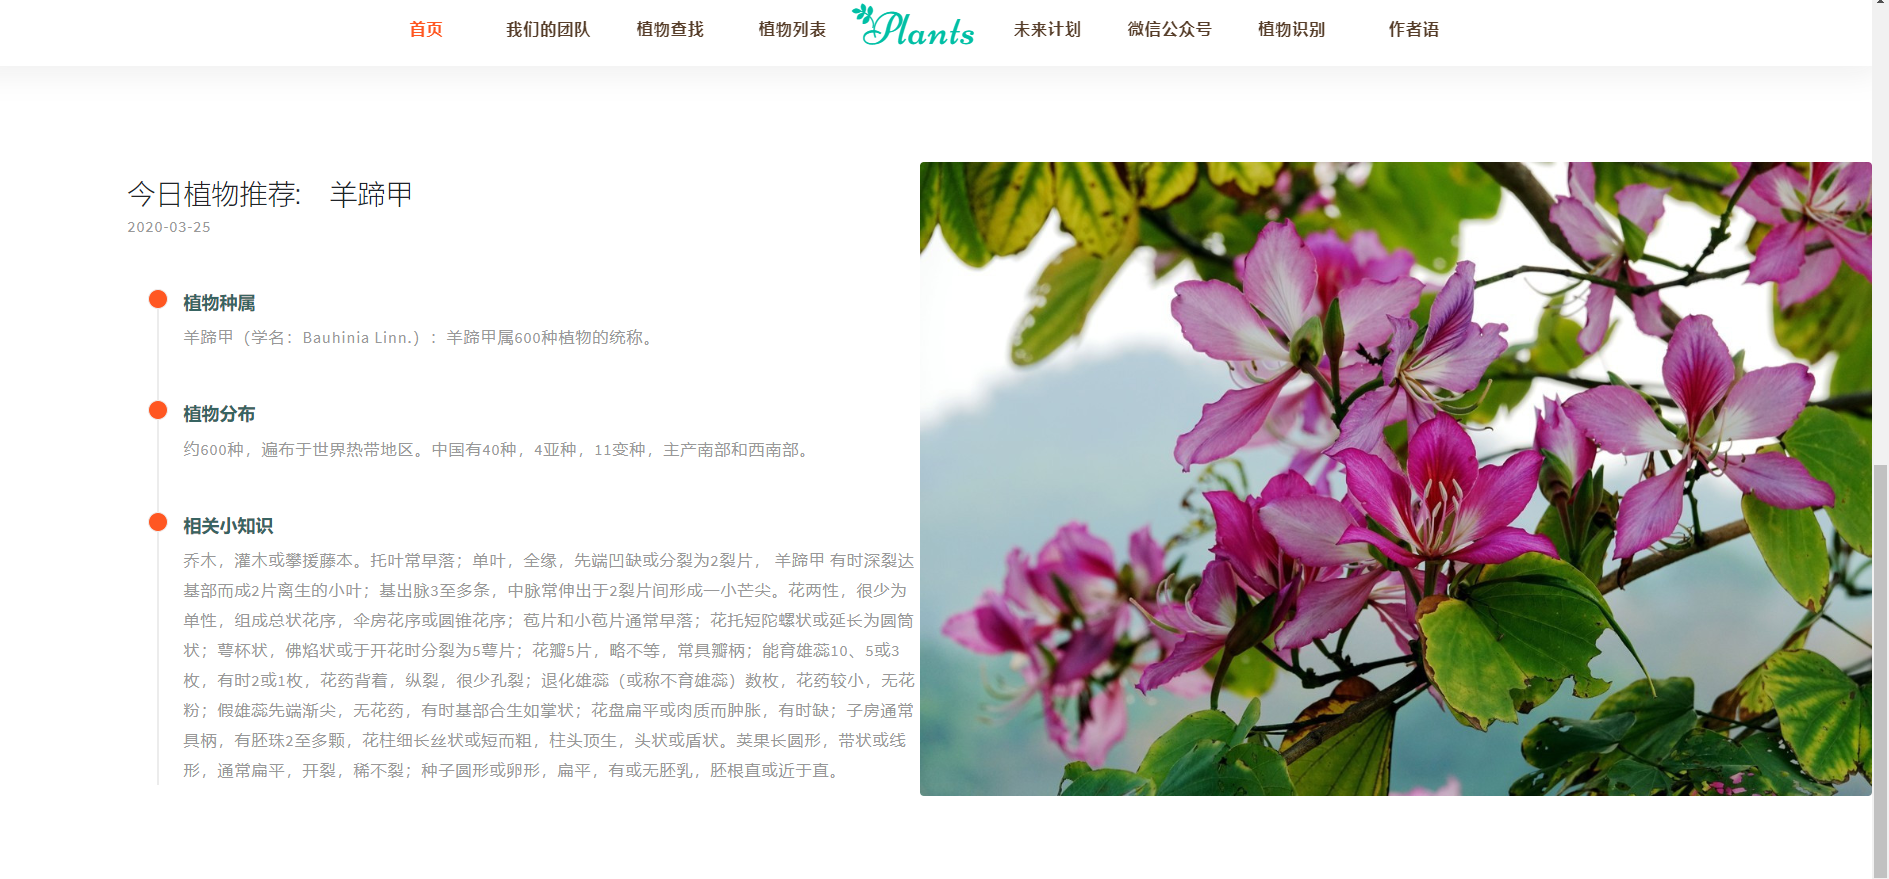 首页 我们的团队 植物查找 植物列表 Plants 未来计划 微信公众号 植物识别 作者语
今日植物推荐: 羊蹄甲
2020-03-25
植物种属
羊蹄甲（学名：Bauhinia Linn.）：羊蹄甲属600种植物的统称。
植物分布
约600种，遍布于世界热带地区。中国有40种，4亚种，11变种，主产南部和西南部。
相关小知识
乔木，灌木或攀援藤本。托叶常早落；单叶，全缘，先端凹缺或分裂为2裂片， 羊蹄甲 有时深裂达
基部而成2片离生的小叶；基出脉3至多条，中脉常伸出于2裂片间形成一小芒尖。花两性，很少为
单性，组成总状花序，伞房花序或圆锥花序；苞片和小苞片通常早落；花托短陀螺状或延长为圆筒
状；萼杯状，佛焰状或于开花时分裂为5萼片；花瓣5片，略不等，常具瓣柄；能育雄蕊10、5或3
枚，有时2或1枚，花药背着，纵裂，很少孔裂；退化雄蕊（或称不育雄蕊）数枚，花药较小，无花
粉；假雄蕊先端渐尖，无花药，有时基部合生如掌状；花盘扁平或肉质而肿胀，有时缺；子房通常
具柄，有胚珠2至多颗，花柱细长丝状或短而粗，柱头顶生，头状或盾状。荚果长圆形，带状或线
形，通常扁平，开裂，稀不裂；种子圆形或卵形，扁平，有或无胚乳，胚根直或近于直。